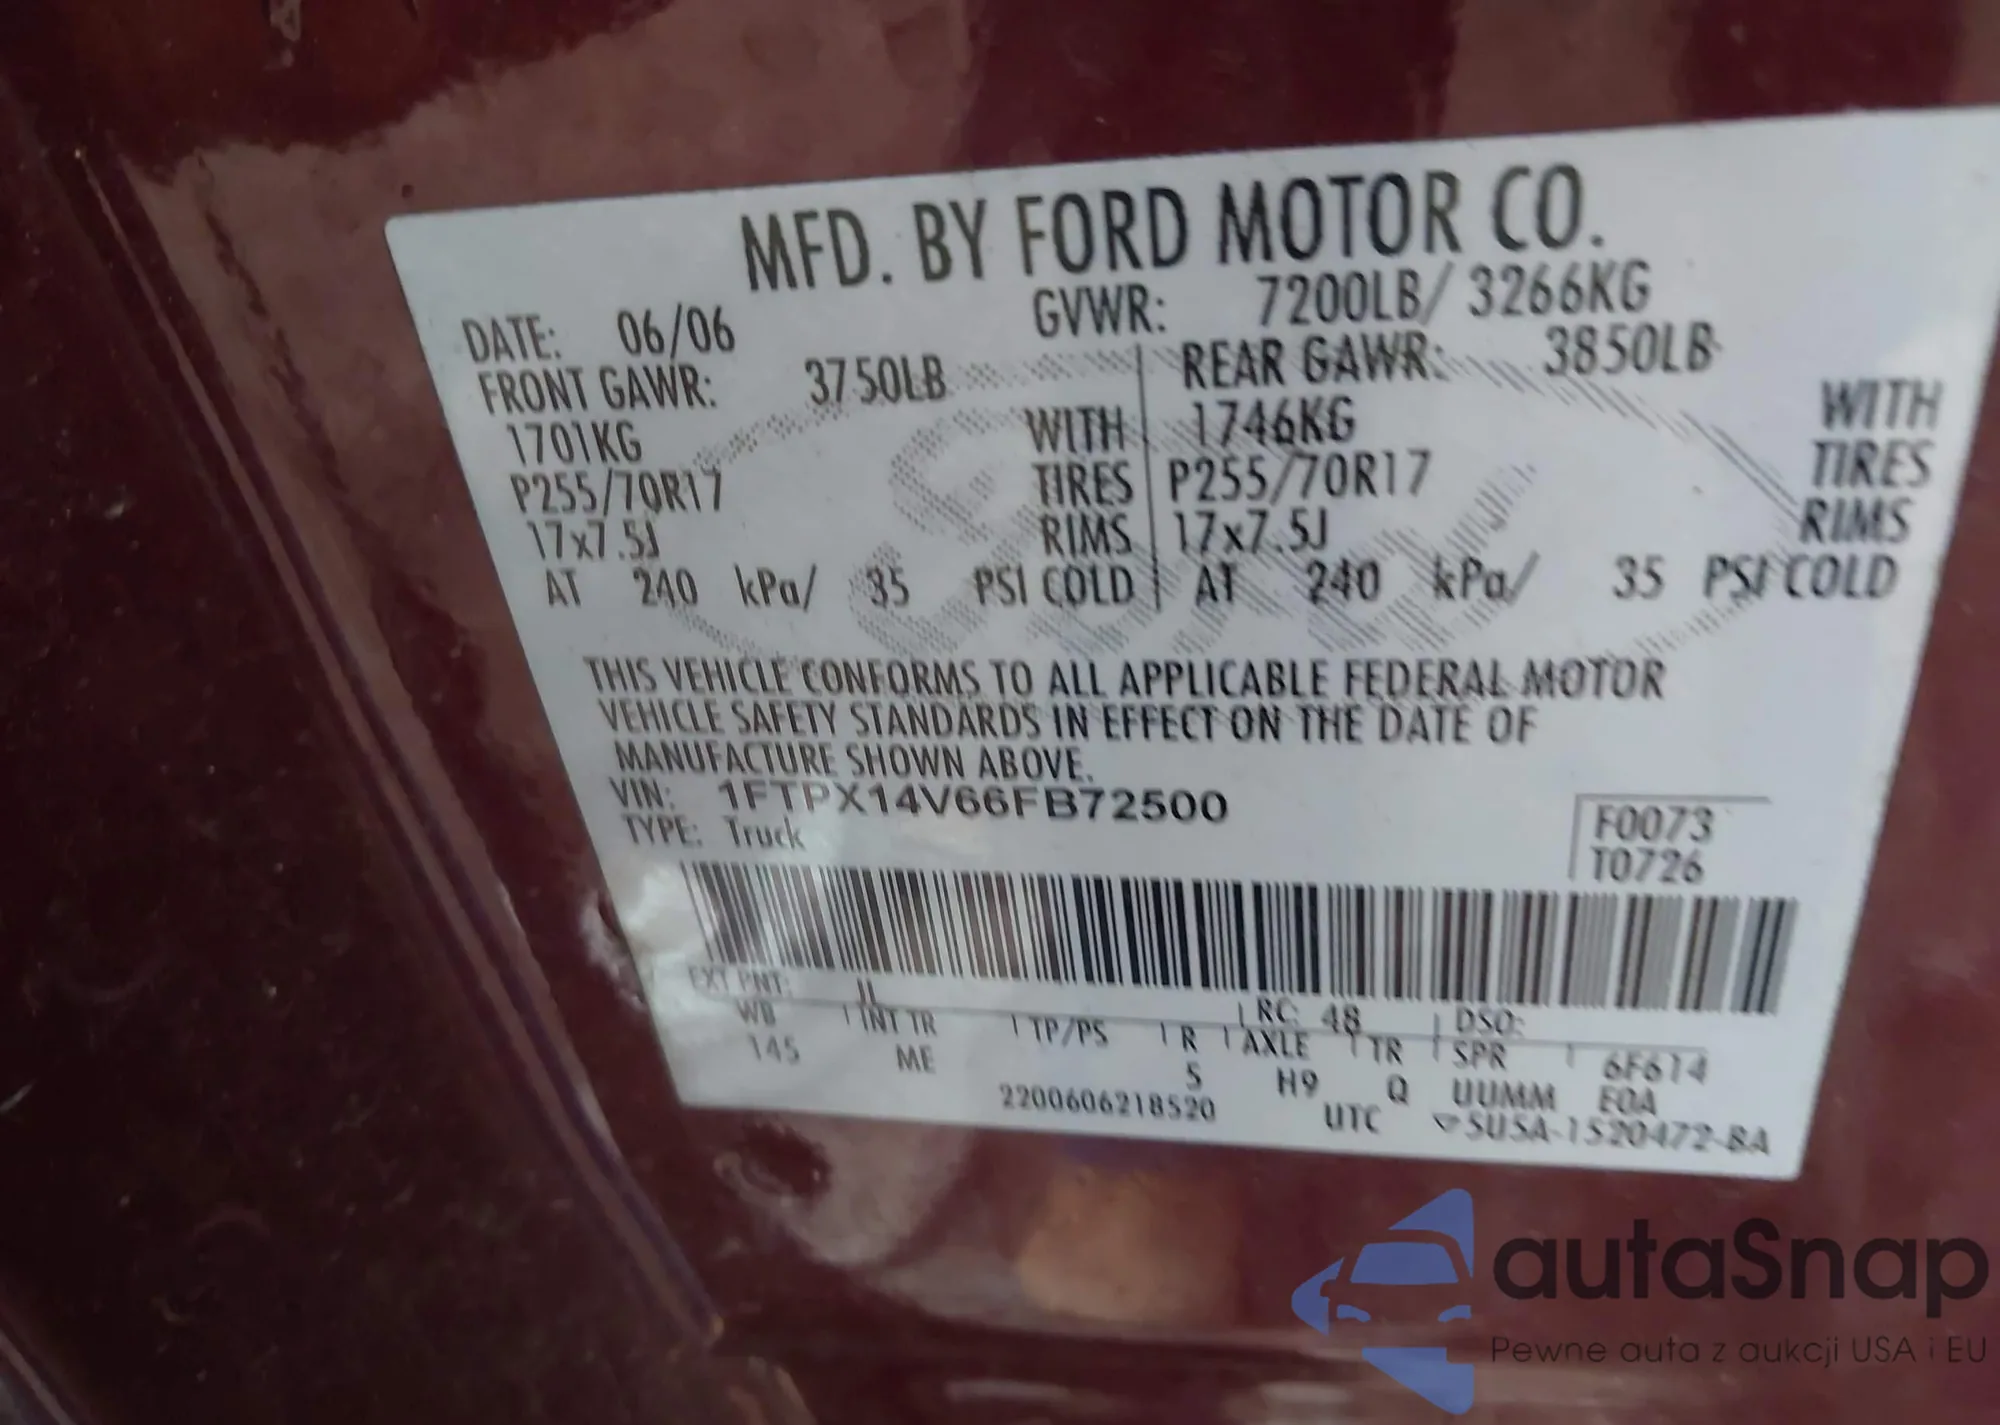 MFD. BY FORD MOTOR CO.
DATE: 06/06 GVWR: 7200LB/ 3266KG
FRONT GAWR: 3750LB REAR GAWR: 3850LB
1701KG WITH 1746KG WITH
P255/70R17 TIRES P255/70R17 TIRES
17x7.5J RIMS 17x7.5J RIMS
AT 240 kPa/ 35 PSI COLD AT 240 kPa/ 35 PSI COLD
THIS VEHICLE CONFORMS TO ALL APPLICABLE FEDERAL MOTOR
VEHICLE SAFETY STANDARDS IN EFFECT ON THE DATE OF
MANUFACTURE SHOWN ABOVE.
VIN: 1FTPX14V66FB72500
TYPE: Truck
F0073
T0726
EXT PNT: JL RC: 48 DSO:
WB INT TR TP/PS R AXLE TR SPR 6F614
145 ME 5 H9 Q UUMM E0A
2200606218520 UTC 5U5A-1520472-BA
autaSnap
Pewne auta z aukcji USA i EU